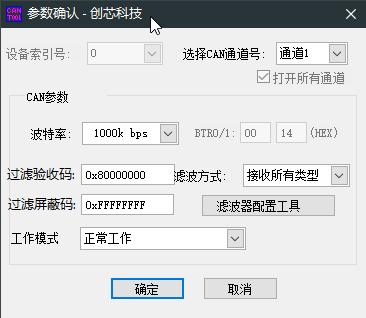 CAN TOOL 参数确认 - 创芯科技
设备索引号: 0 选择CAN通道号: 通道1
打开所有通道
CAN参数
波特率: 1000k bps BTR0/1: 00 14 (HEX)
过滤验收码: 0x80000000 滤波方式: 接收所有类型
过滤屏蔽码: 0xFFFFFFFF 滤波器配置工具
工作模式 正常工作
确定 取消